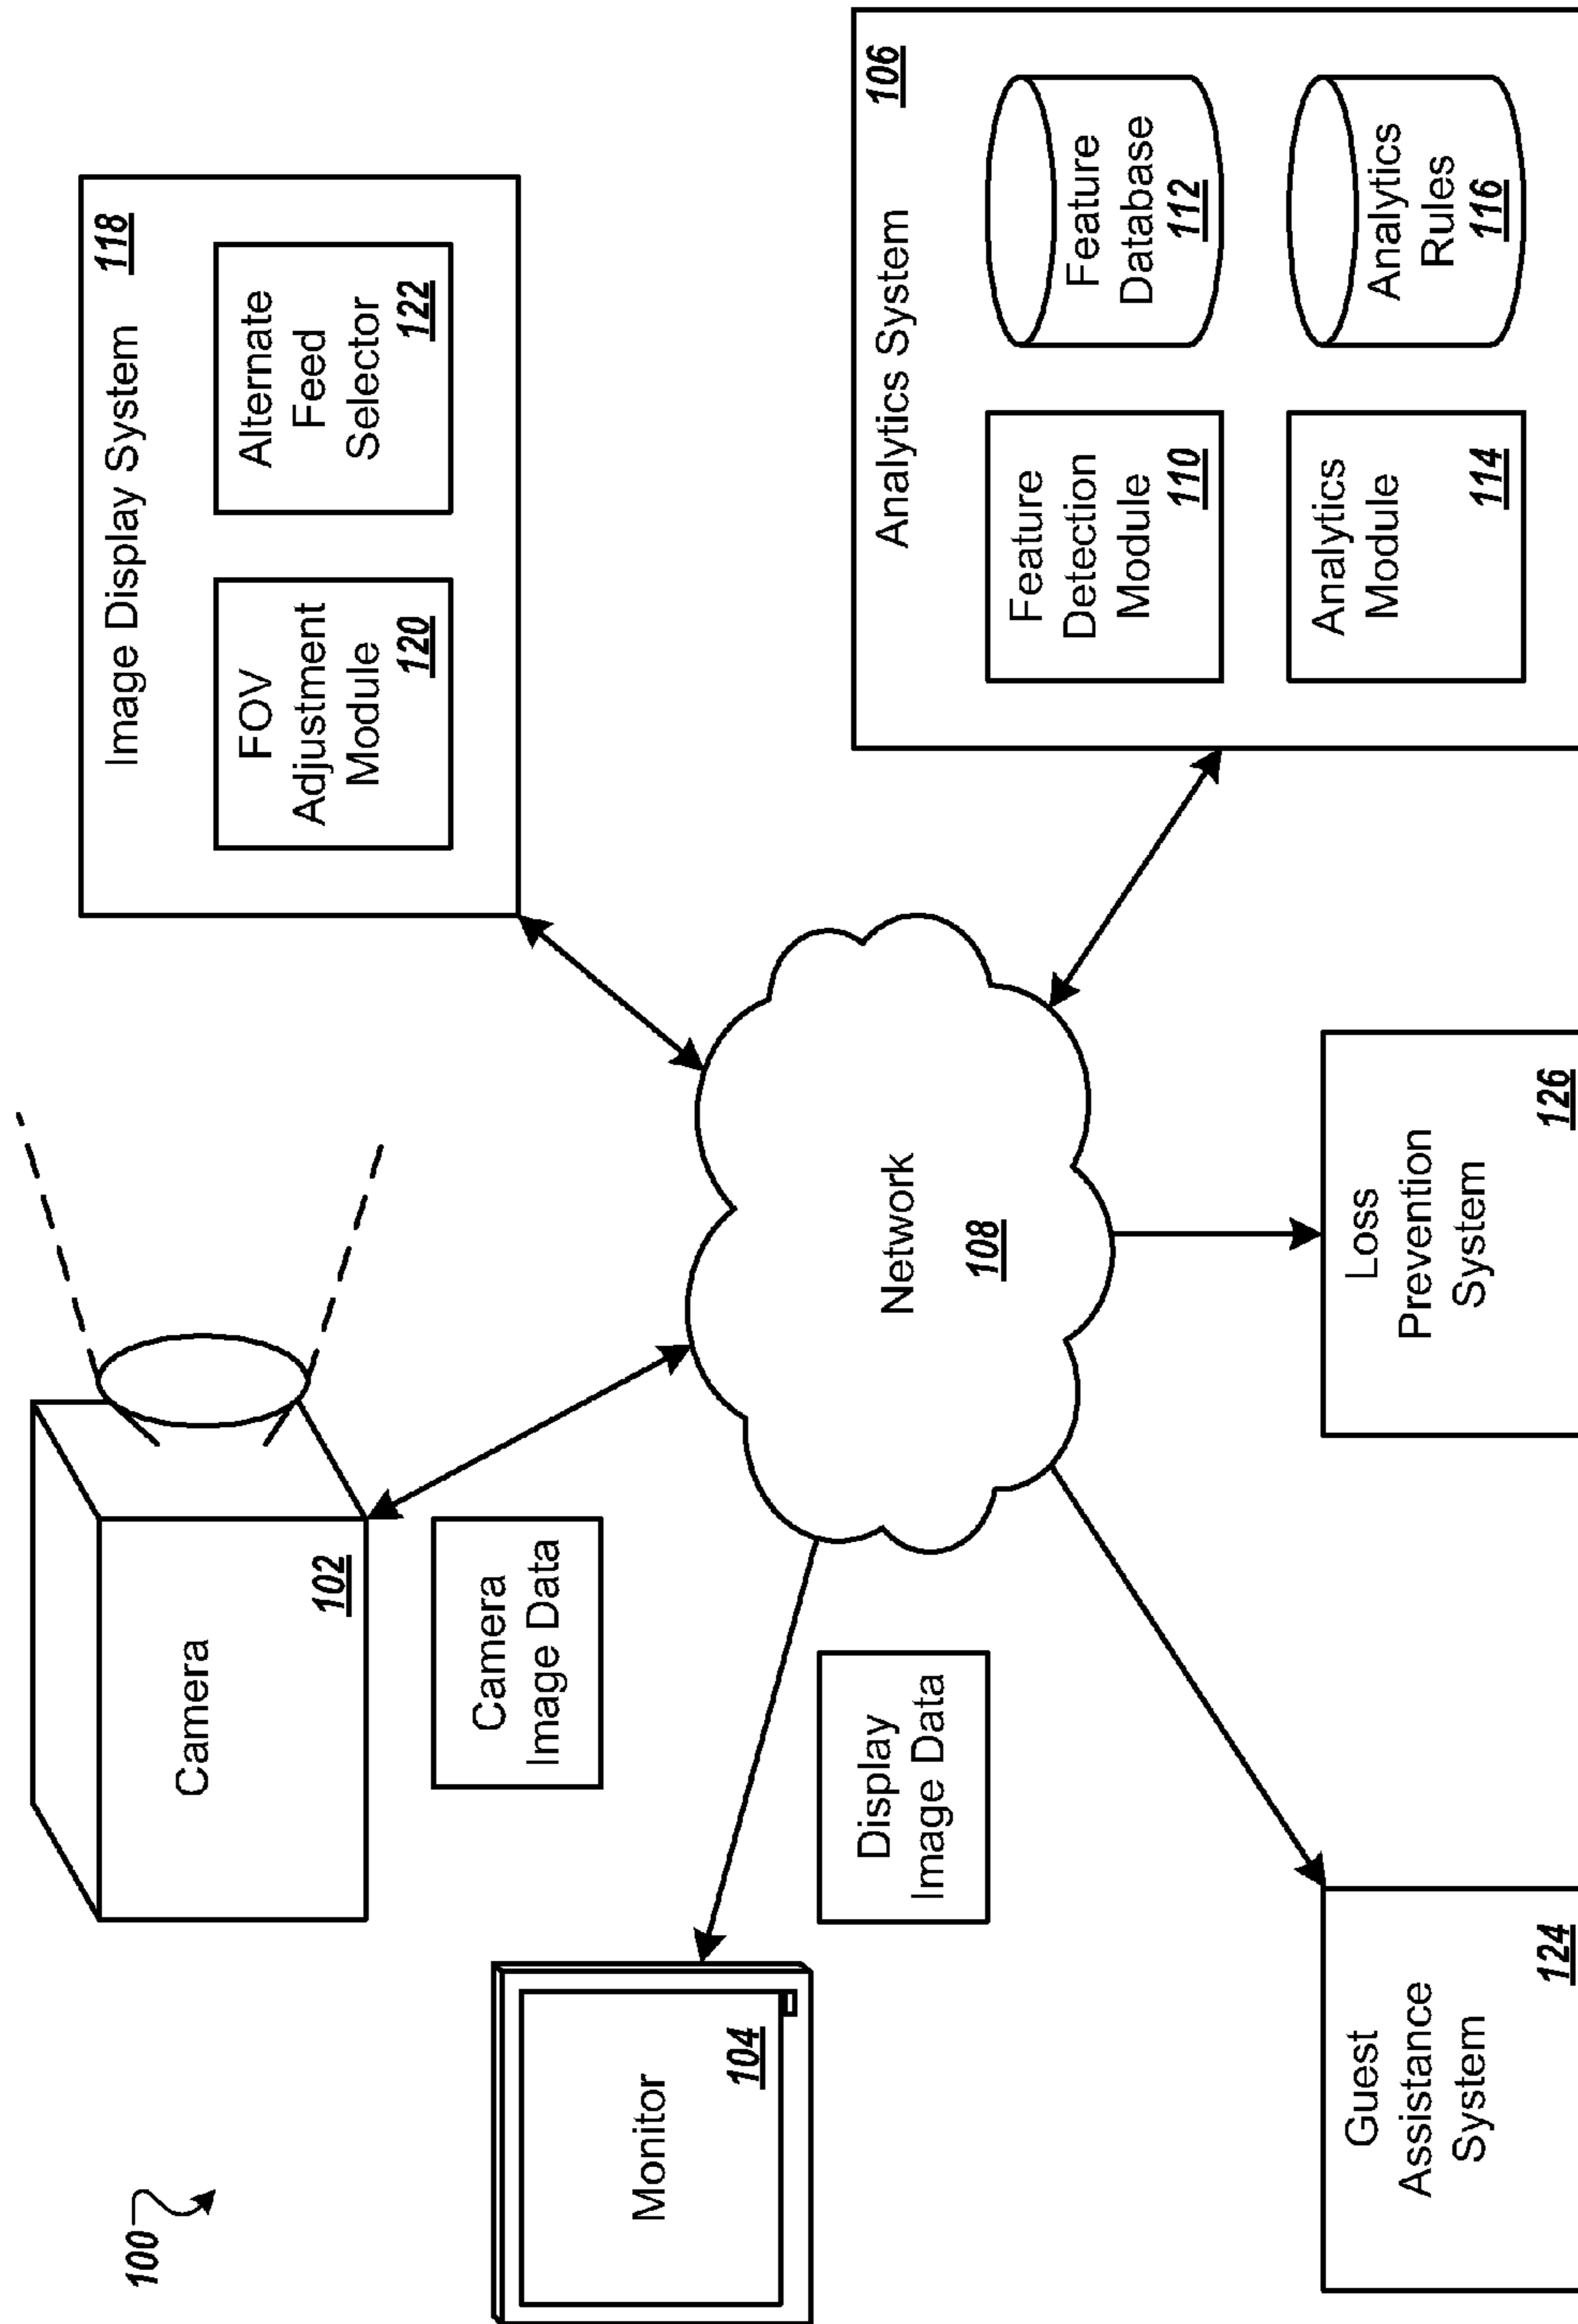 100
Camera
102
Image Display System
118
FOV
Adjustment
Module
120
Alternate
Feed
Selector
122
Camera
Image Data
Monitor
104
Display
Image Data
Network
108
Analytics System
106
Feature
Detection
Module
110
Feature
Database
112
Analytics
Module
114
Analytics
Rules
116
Guest
Assistance
System
124
Loss
Prevention
System
126